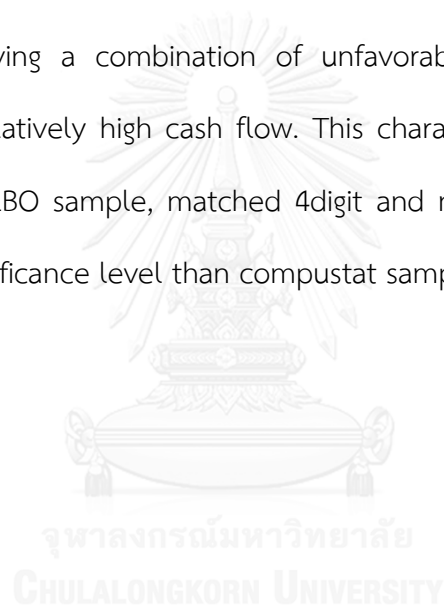 ving a combination of unfavorab
latively high cash flow. This chara
BO sample, matched 4digit and
ficance level than compustat samp
จุฬาลงกรณ์มหาวิทยาลัย
CHULALONGKORN UNIVERSITY